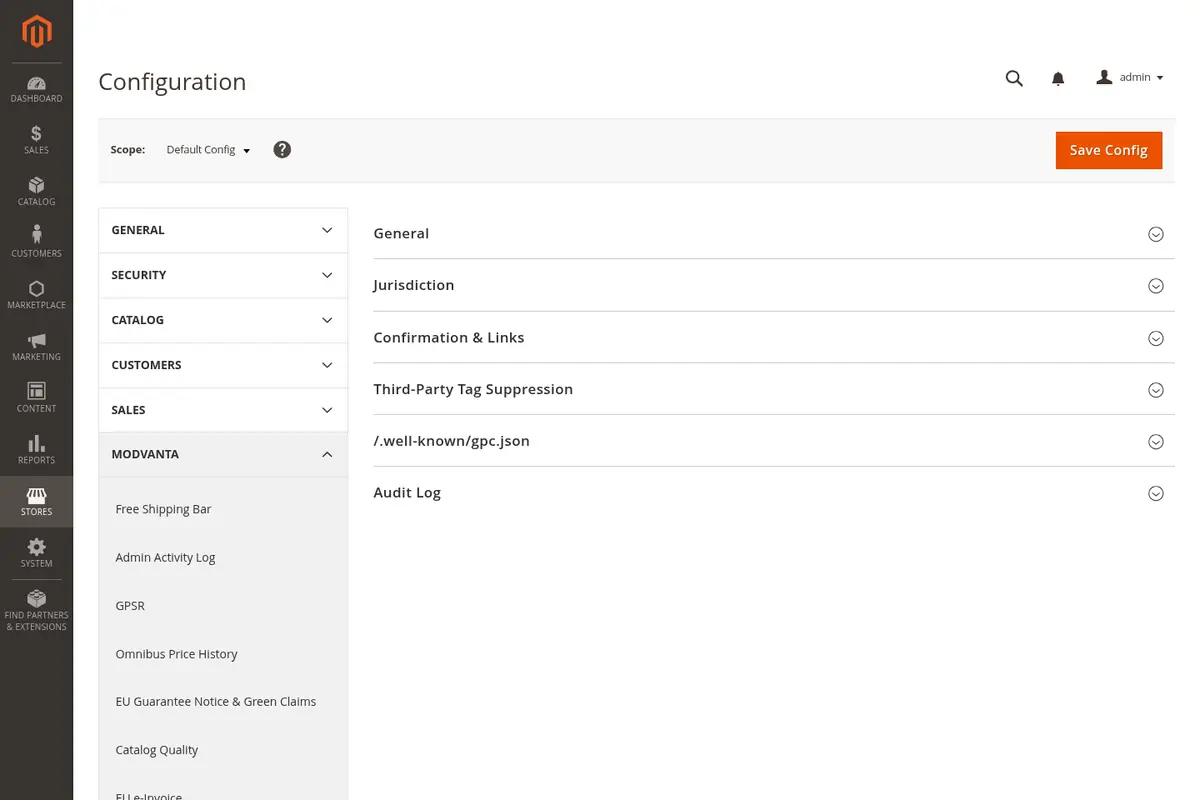 DASHBOARD
SALES
CATALOG
CUSTOMERS
MARKETPLACE
MARKETING
CONTENT
REPORTS
STORES
SYSTEM
FIND PARTNERS
& EXTENSIONS
Configuration
admin
Scope: Default Config ?
Save Config
GENERAL
SECURITY
CATALOG
CUSTOMERS
SALES
MODVANTA
Free Shipping Bar
Admin Activity Log
GPSR
Omnibus Price History
EU Guarantee Notice & Green Claims
Catalog Quality
EU e-Invoice
General
Jurisdiction
Confirmation & Links
Third-Party Tag Suppression
/.well-known/gpc.json
Audit Log